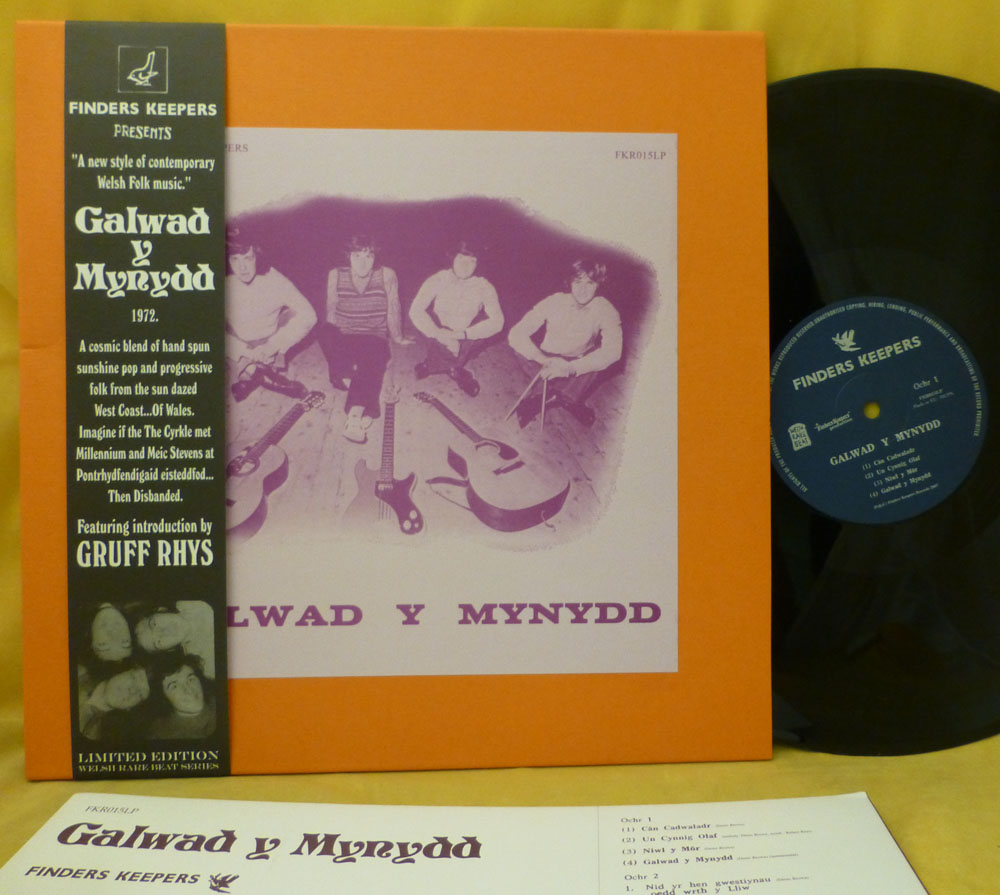 FINDERS KEEPERS
PRESENTS
"A new style of contemporary
Welsh Folk music."
Galwad
y
Mynydd
1972.
A cosmic blend of hand spun
sunshine pop and progressive
folk from the sun dazed
West Coast...Of Wales.
Imagine if the The Cyrkle met
Millennium and Meic Stevens at
Pontrhydfendigaid eisteddfod...
Then Disbanded.
Featuring introduction by
GRUFF RHYS
LIMITED EDITION
WELSH RARE BEAT SERIES
PERS
FKR015LP
LWAD Y MYNYDD
FINDERS KEEPERS
Ochr 1
GALWAD Y MYNYDD
(1) Cân Cadwaladr
(2) Un Cynnig Olaf
(3) Niwl y Môr
(4) Galwad y Mynydd
FKR015LP
Galwad y Mynydd
FINDERS KEEPERS
Ochr 1
(1) Cân Cadwaladr
(2) Un Cynnig Olaf
(3) Niwl y Môr
(4) Galwad y Mynydd
Ochr 2
1. Nid yr hen gwestiynau
oedd wrth y Lliw